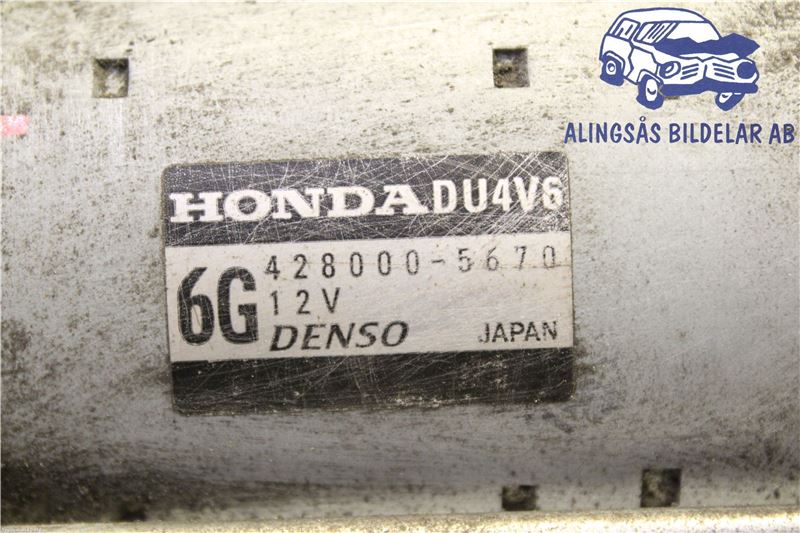 ALINGSÅS BILDELAR AB
HONDA DU4V6
6G 428000-5670
12V
DENSO JAPAN